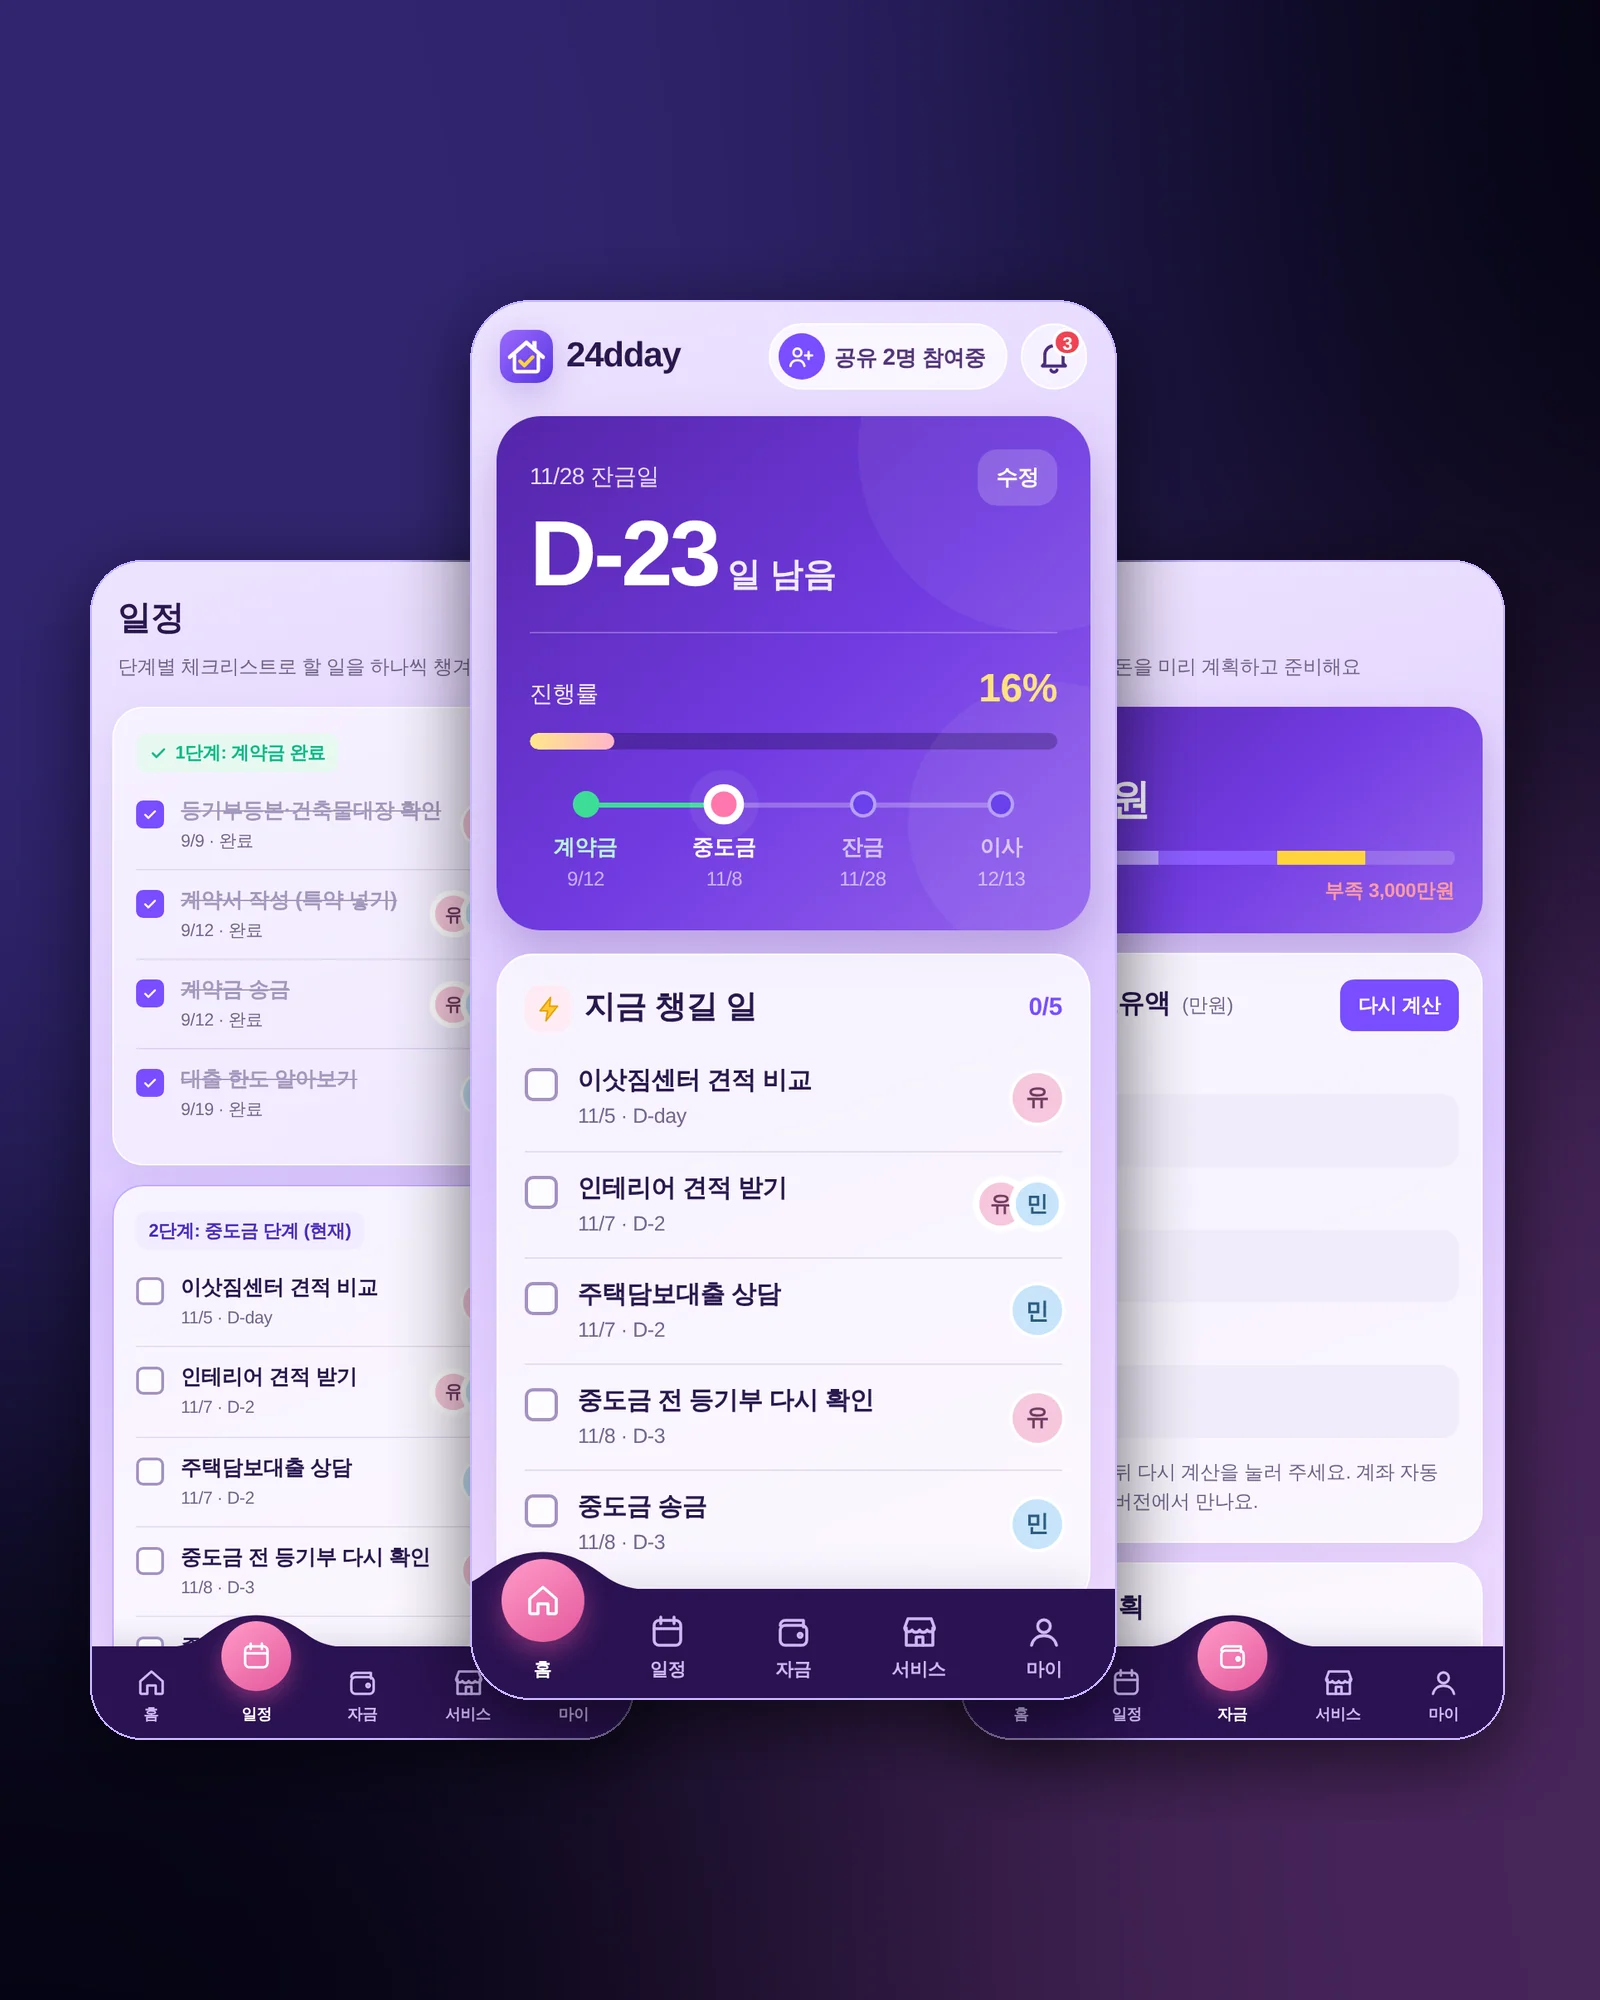 24dday
공유 2명 참여중
3
11/28 잔금일
수정
D-23 일 남음
진행률
16%
계약금
중도금
잔금
이사
9/12
11/8
11/28
12/13
지금 챙길 일
0/5
이삿짐센터 견적 비교
11/5 · D-day
유
인테리어 견적 받기
11/7 · D-2
유
민
주택담보대출 상담
11/7 · D-2
민
중도금 전 등기부 다시 확인
11/8 · D-3
유
중도금 송금
11/8 · D-3
민
홈
일정
자금
서비스
마이
일정
단계별 체크리스트로 할 일을 하나씩 챙겨
1단계: 계약금 완료
등기부등본·건축물대장 확인
9/9 · 완료
계약서 작성 (특약 넣기)
9/12 · 완료
유
계약금 송금
9/12 · 완료
유
대출 한도 알아보기
9/19 · 완료
2단계: 중도금 단계 (현재)
이삿짐센터 견적 비교
11/5 · D-day
인테리어 견적 받기
11/7 · D-2
유
주택담보대출 상담
11/7 · D-2
중도금 전 등기부 다시 확인
11/8 · D-3
홈
일정
자금
서비스
마이
돈을 미리 계획하고 준비해요
원
부족 3,000만원
유액 (만원)
다시 계산
뒤 다시 계산을 눌러 주세요. 계좌 자동
버전에서 만나요.
획
홈
일정
자금
서비스
마이